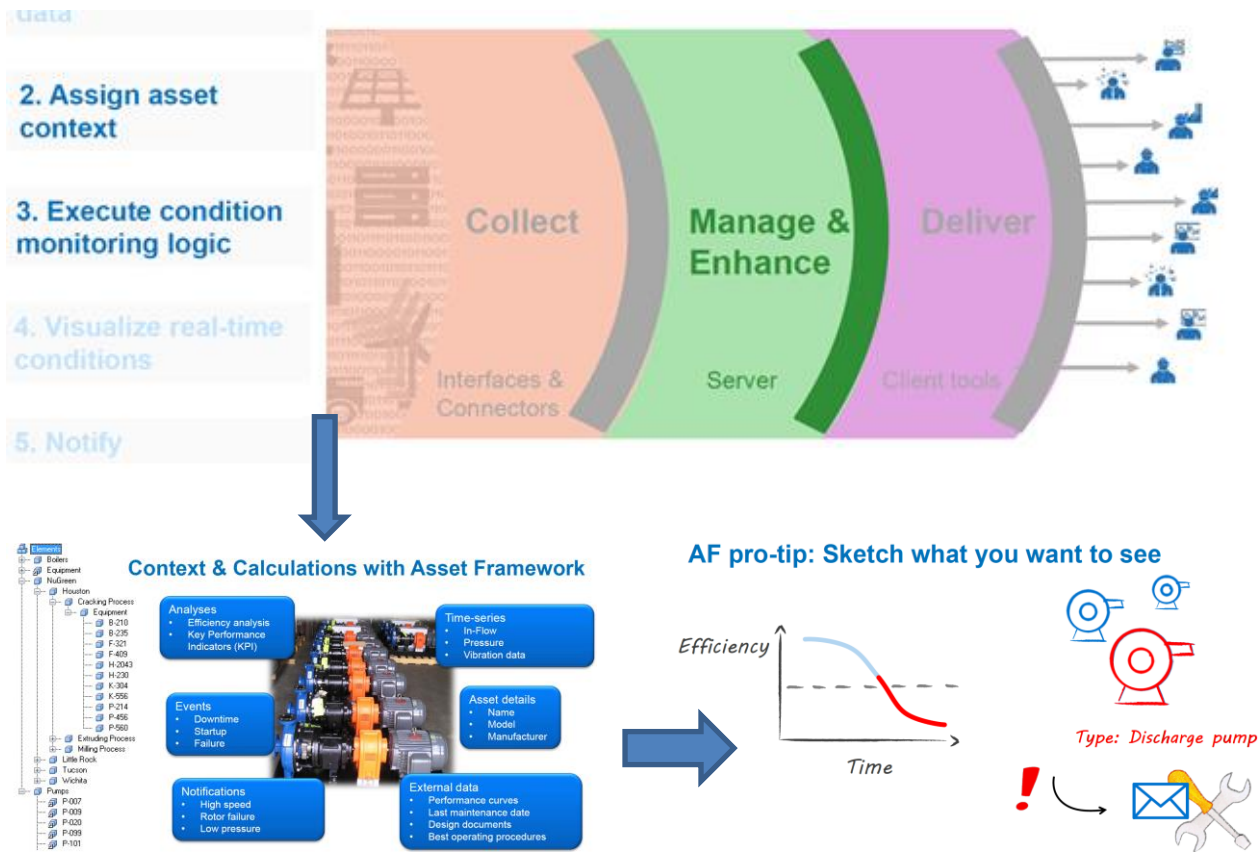 data
2. Assign asset
context
3. Execute condition
monitoring logic
4. Visualize real-time
conditions
5. Notify
Collect
Interfaces &
Connectors
Manage &
Enhance
Server
Deliver
Client tools
Elements
Boilers
Equipment
NuGreen
Houston
Cracking Process
Equipment
B-210
B-235
F-321
F-409
H-2043
H-230
K-304
K-556
P-214
P-456
P-560
Extruding Process
Milling Process
Little Rock
Tucson
Wichita
Pumps
P-007
P-009
P-020
P-099
P-101
Context & Calculations with Asset Framework
Analyses
• Efficiency analysis
• Key Performance
Indicators (KPI)
Time-series
• In-Flow
• Pressure
• Vibration data
Events
• Downtime
• Startup
• Failure
Asset details
• Name
• Model
• Manufacturer
Notifications
• High speed
• Rotor failure
• Low pressure
External data
• Performance curves
• Last maintenance date
• Design documents
• Best operating procedures
AF pro-tip: Sketch what you want to see
Efficiency
Time
Type: Discharge pump
!